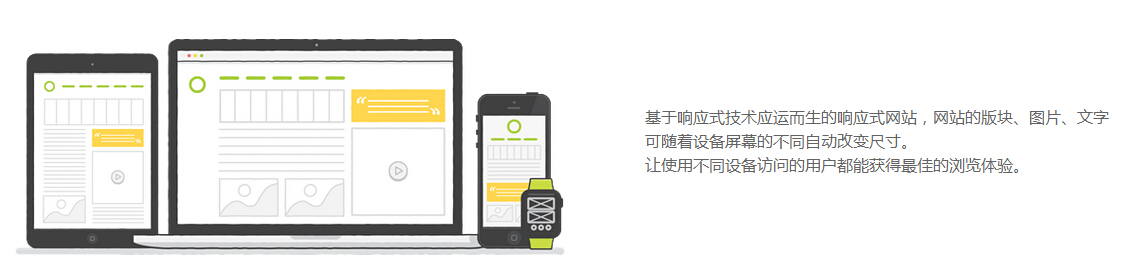 基于响应式技术应运而生的响应式网站，网站的版块、图片、文字
可随着设备屏幕的不同自动改变尺寸。
让使用不同设备访问的用户都能获得最佳的浏览体验。